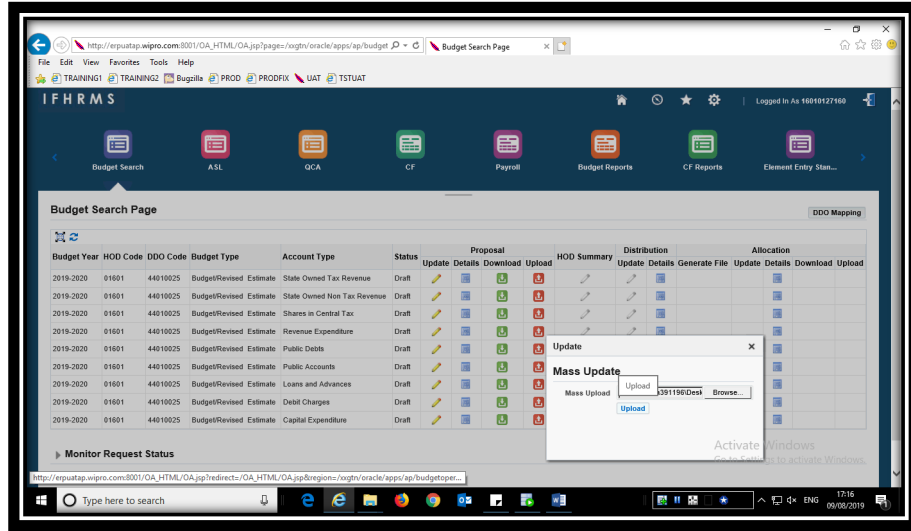 http://erpuatap.wipro.com:8001/OA_HTML/OA.jsp?page=/xxgtn/oracle/apps/ap/budget
Budget Search Page
File Edit View Favorites Tools Help
TRAINING1 TRAINING2 Bugzilla PROD PRODFIX UAT TSTUAT
IFHRMS
Logged In As 16010127160
Budget Search ASL QCA CF Payroll Budget Reports CF Reports Element Entry Stan...
Budget Search Page
DDO Mapping
Proposal Distribution Allocation
Budget Year HOD Code DDO Code Budget Type Account Type Status HOD Summary
Update Details Download Upload Update Details Generate File Update Details Download Upload
2019-2020 01601 44010025 Budget/Revised Estimate State Owned Tax Revenue Draft
2019-2020 01601 44010025 Budget/Revised Estimate State Owned Non Tax Revenue Draft
2019-2020 01601 44010025 Budget/Revised Estimate Shares in Central Tax Draft
2019-2020 01601 44010025 Budget/Revised Estimate Revenue Expenditure Draft
2019-2020 01601 44010025 Budget/Revised Estimate Public Debts Draft
2019-2020 01601 44010025 Budget/Revised Estimate Public Accounts Draft
2019-2020 01601 44010025 Budget/Revised Estimate Loans and Advances Draft
2019-2020 01601 44010025 Budget/Revised Estimate Debit Charges Draft
2019-2020 01601 44010025 Budget/Revised Estimate Capital Expenditure Draft
Update
Mass Update
Upload
Mass Upload a391196\Desk Browse...
Upload
Monitor Request Status
Activate Windows
Go to Settings to activate Windows.
http://erpuatap.wipro.com:8001/OA_HTML/OA.jsp?redirect=/OA_HTML/OA.jsp&region=/xxgtn/oracle/apps/ap/budgetoper...
Type here to search
ENG
17:16
09/08/2019